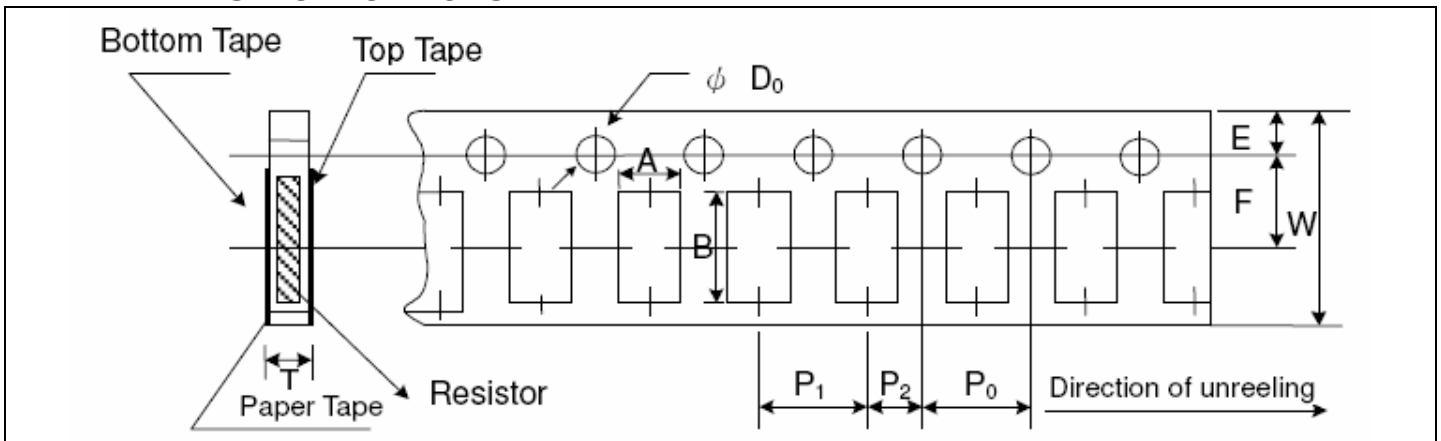 Bottom Tape
Top Tape
ϕ D₀
A
B
E
F
W
T
Paper Tape
Resistor
P₁
P₂
P₀
Direction of unreeling